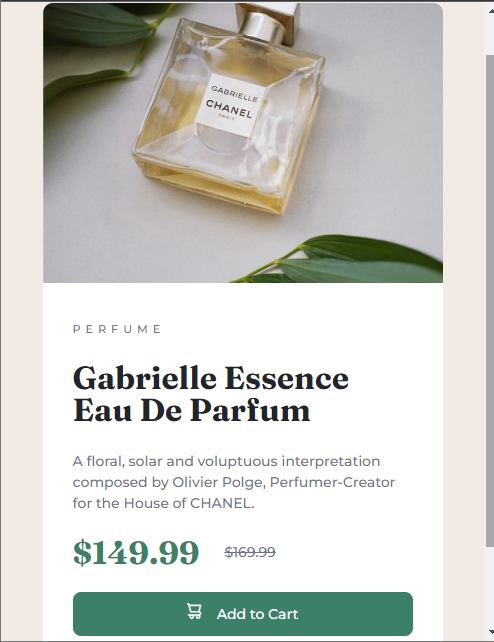 GABRIELLE
CHANEL
PARIS
PERFUME
Gabrielle Essence
Eau De Parfum
A floral, solar and voluptuous interpretation
composed by Olivier Polge, Perfumer-Creator
for the House of CHANEL.
$149.99 $169.99
Add to Cart